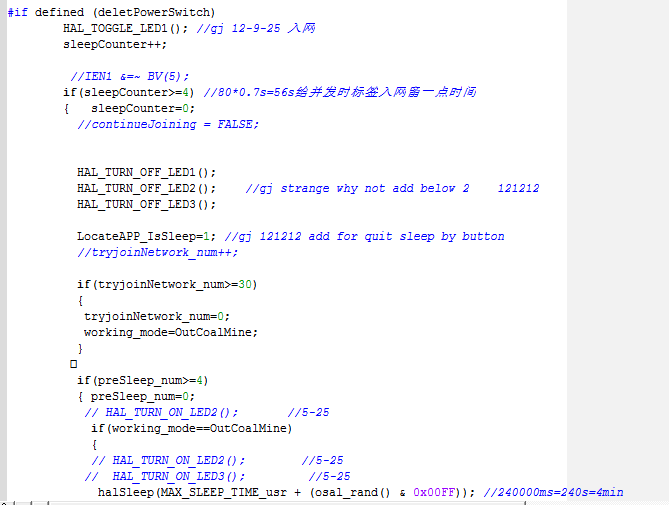 #if defined (deletPowerSwitch)
HAL_TOGGLE_LED1(); //gj 12-9-25 入网
sleepCounter++;
//IEN1 &=~ BV(5);
if(sleepCounter>=4) //80*0.7s=56s给并发时标签入网留一点时间
{ sleepCounter=0;
//continueJoining = FALSE;
HAL_TURN_OFF_LED1();
HAL_TURN_OFF_LED2(); //gj strange why not add below 2 121212
HAL_TURN_OFF_LED3();
LocateAPP_IsSleep=1; //gj 121212 add for quit sleep by button
//tryjoinNetwork_num++;
if(tryjoinNetwork_num>=30)
{
tryjoinNetwork_num=0;
working_mode=OutCoalMine;
}
if(preSleep_num>=4)
{ preSleep_num=0;
// HAL_TURN_ON_LED2(); //5-25
if(working_mode==OutCoalMine)
{
// HAL_TURN_ON_LED2(); //5-25
// HAL_TURN_ON_LED3(); //5-25
halSleep(MAX_SLEEP_TIME_usr + (osal_rand() & 0x00FF)); //240000ms=240s=4min